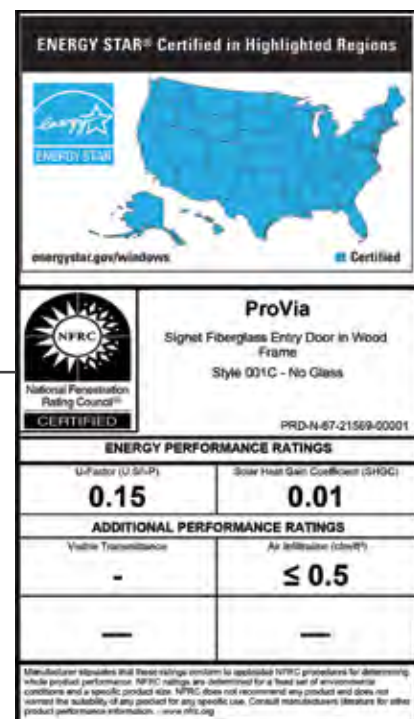 ENERGY STAR® Certified in Highlighted Regions
energy
ENERGY STAR
energystar.gov/windows
Certified
NFRC
National Fenestration
Rating Council
CERTIFIED
ProVia
Signet Fiberglass Entry Door in Wood
Frame
Style 001C - No Glass
PRD-N-67-21569-00001
ENERGY PERFORMANCE RATINGS
U-Factor (U.S/I-P)
Solar Heat Gain Coefficient (SHGC)
0.15
0.01
ADDITIONAL PERFORMANCE RATINGS
Visible Transmittance
Air Infiltration (cfm/ft²)
-
≤ 0.5
—
—
Manufacturer stipulates that these ratings conform to applicable NFRC procedures for determining
whole product performance. NFRC ratings are determined for a fixed set of environmental
conditions and a specific product size. NFRC does not recommend any product and does not
warrant the suitability of any product for any specific use. Consult manufacturers literature for other
product performance information. - www.nfrc.org